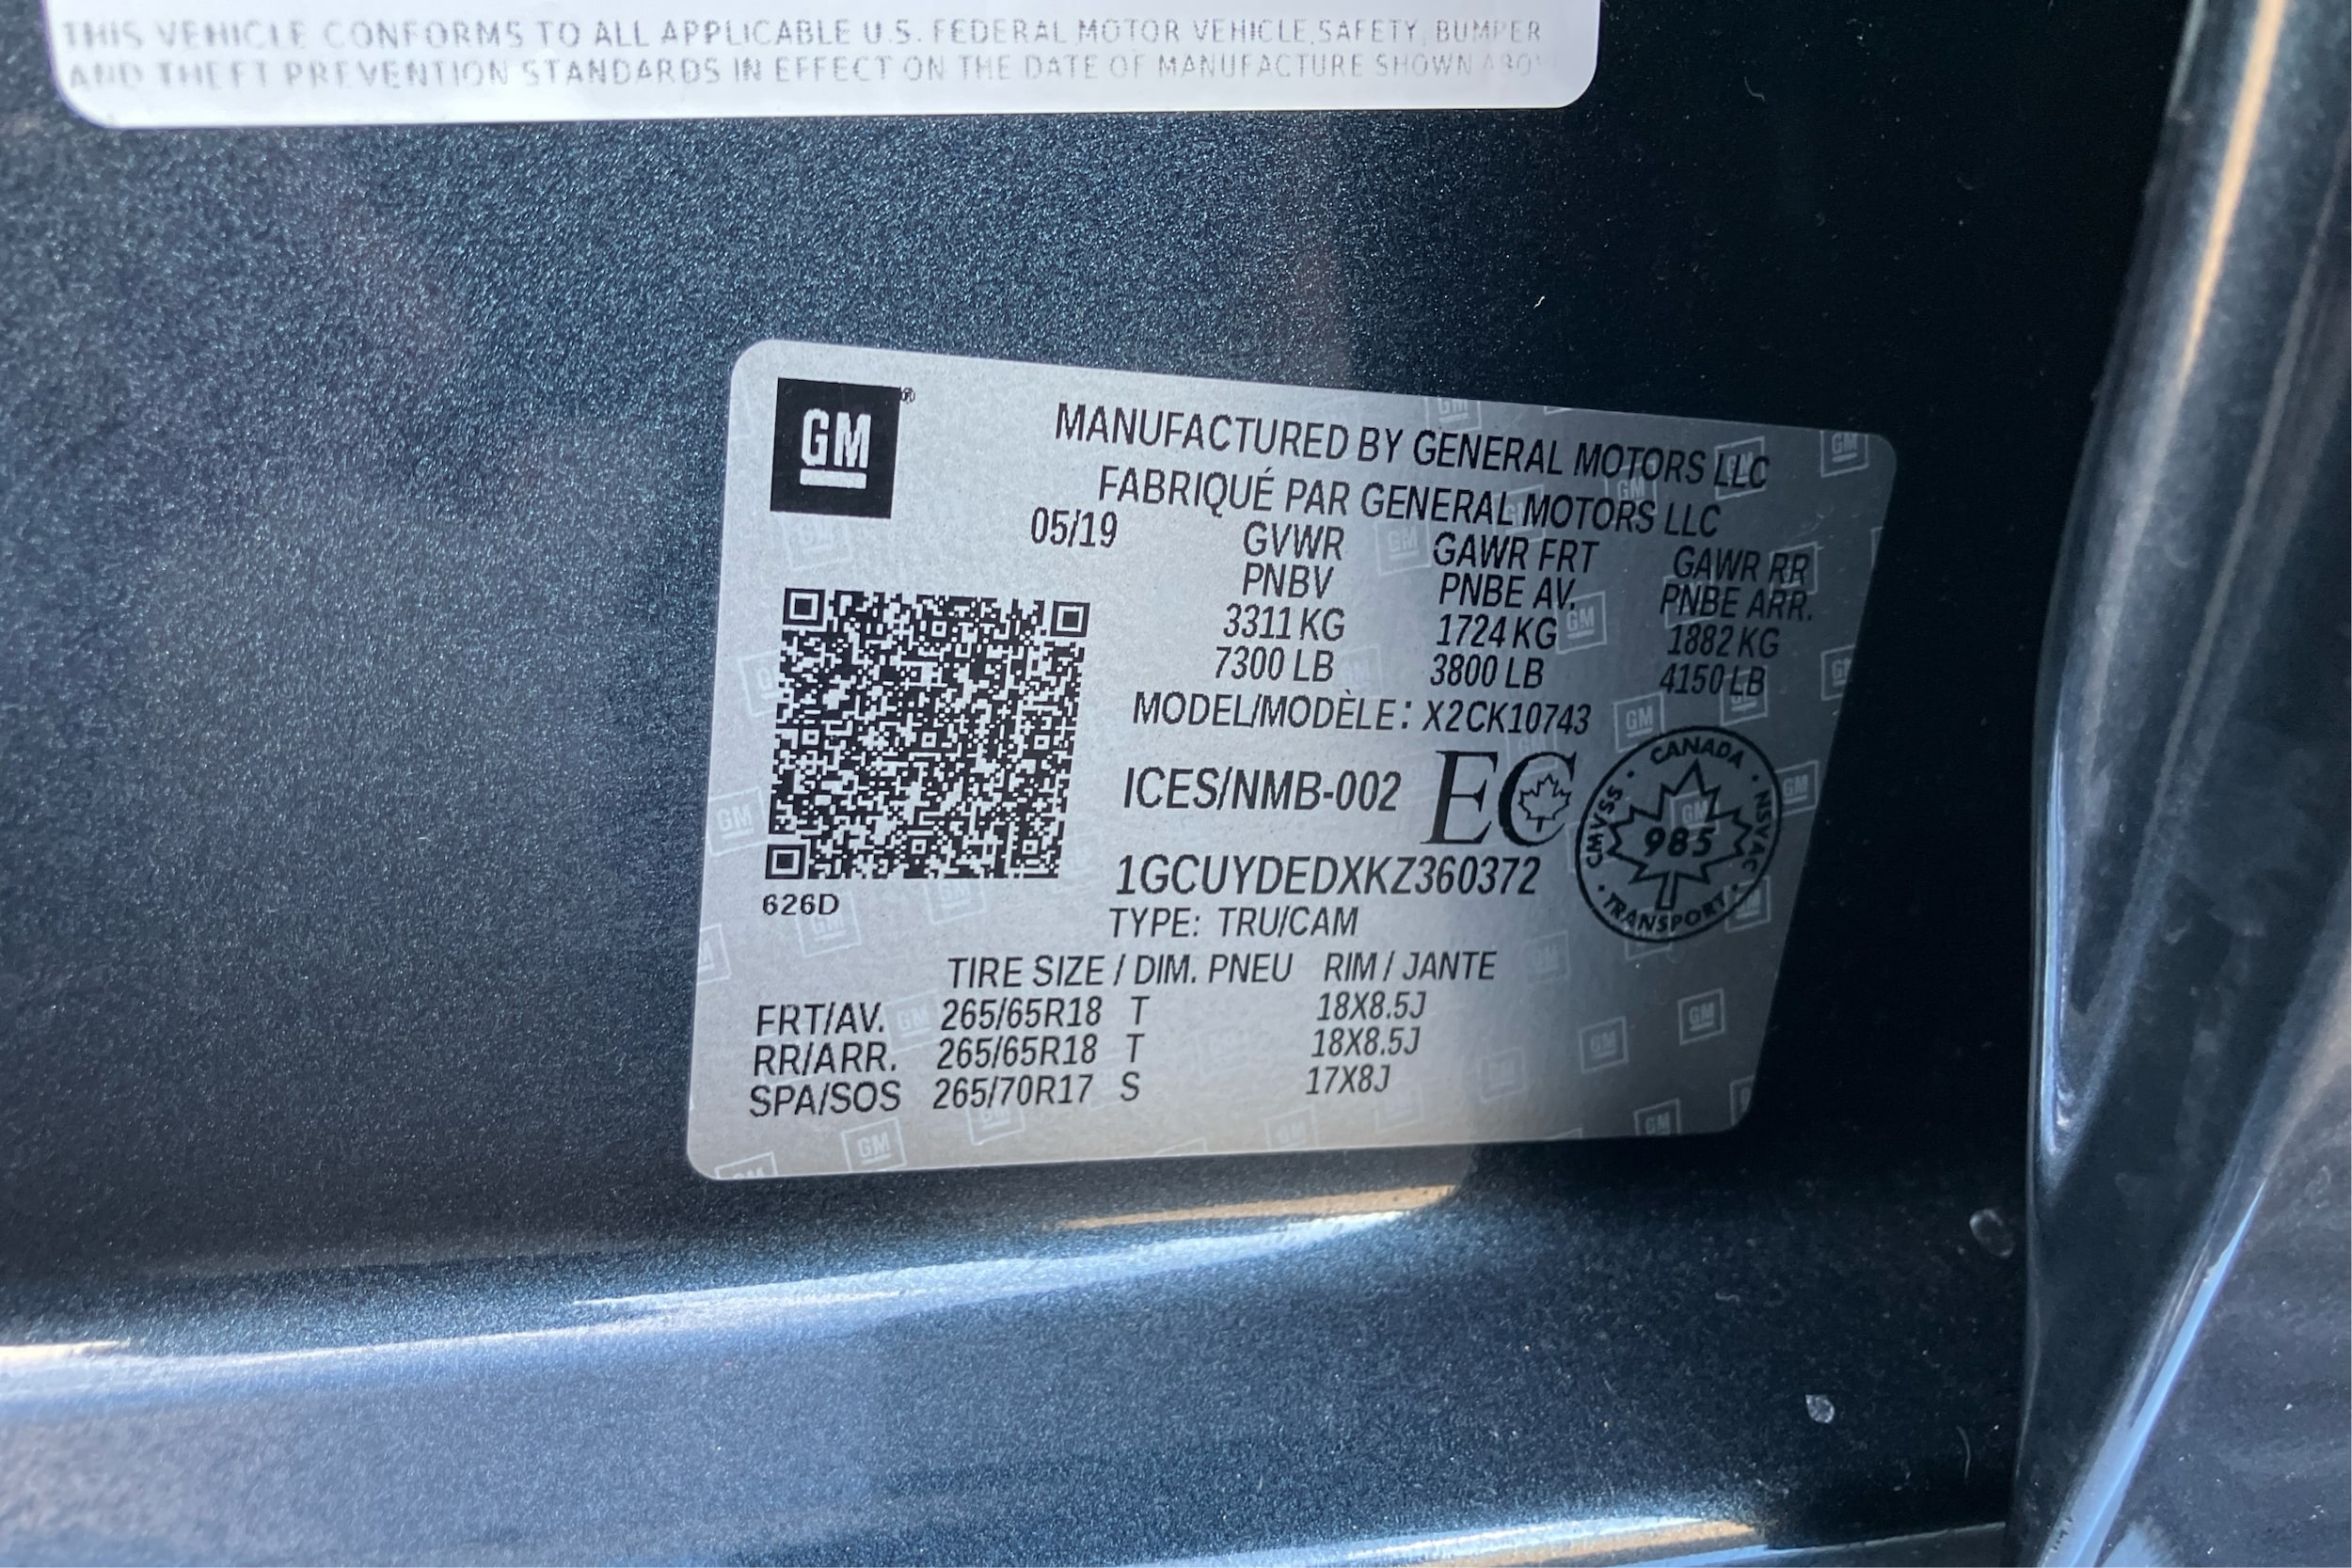 THIS VEHICLE CONFORMS TO ALL APPLICABLE U.S. FEDERAL MOTOR VEHICLE SAFETY, BUMPER
AND THEFT PREVENTION STANDARDS IN EFFECT ON THE DATE OF MANUFACTURE SHOWN
GM®
MANUFACTURED BY GENERAL MOTORS LLC
FABRIQUÉ PAR GENERAL MOTORS LLC
05/19 GVWR GAWR FRT GAWR RR
PNBV PNBE AV. PNBE ARR.
3311 KG 1724 KG 1882 KG
7300 LB 3800 LB 4150 LB
MODEL/MODÈLE: X2CK10743
ICES/NMB-002 EC
CANADA · NSVAC · TRANSPORT · CMVSS ·
985
1GCUYDEDXKZ360372
626D
TYPE: TRU/CAM
TIRE SIZE / DIM. PNEU RIM / JANTE
FRT/AV. 265/65R18 T 18X8.5J
RR/ARR. 265/65R18 T 18X8.5J
SPA/SOS 265/70R17 S 17X8J